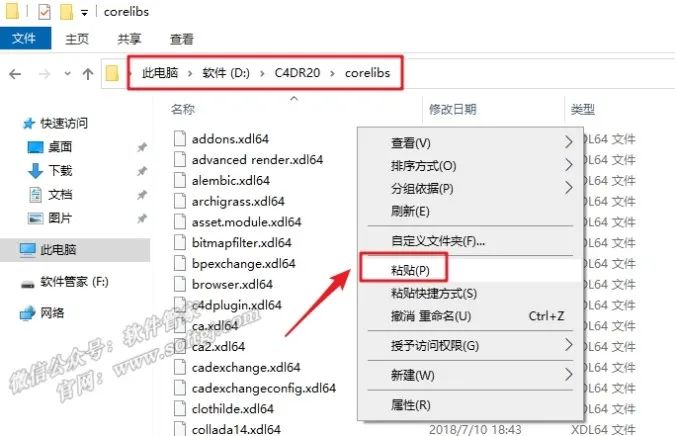 corelibs
文件 主页 共享 查看
此电脑 软件 (D:) C4DR20 corelibs
名称 修改日期 类型
快速访问
桌面
下载
文档
图片
此电脑
软件管家 (F:)
网络
addons.xdl64 XDL64 文件
advanced render.xdl64 XDL64 文件
alembic.xdl64 XDL64 文件
archigrass.xdl64 XDL64 文件
asset.module.xdl64 XDL64 文件
bitmapfilter.xdl64 XDL64 文件
bpexchange.xdl64 XDL64 文件
browser.xdl64 XDL64 文件
c4dplugin.xdl64 XDL64 文件
ca.xdl64 XDL64 文件
ca2.xdl64 XDL64 文件
cadexchange.xdl64 XDL64 文件
cadexchangeconfig.xdl64 XDL64 文件
clothilde.xdl64 XDL64 文件
collada14.xdl64 2018/7/10 18:43 XDL64 文件
查看(V)
排序方式(O)
分组依据(P)
刷新(E)
自定义文件夹(F)...
粘贴(P)
粘贴快捷方式(S)
撤消 重命名(U) Ctrl+Z
授予访问权限(G)
新建(W)
属性(R)
微信公众号：软件管家